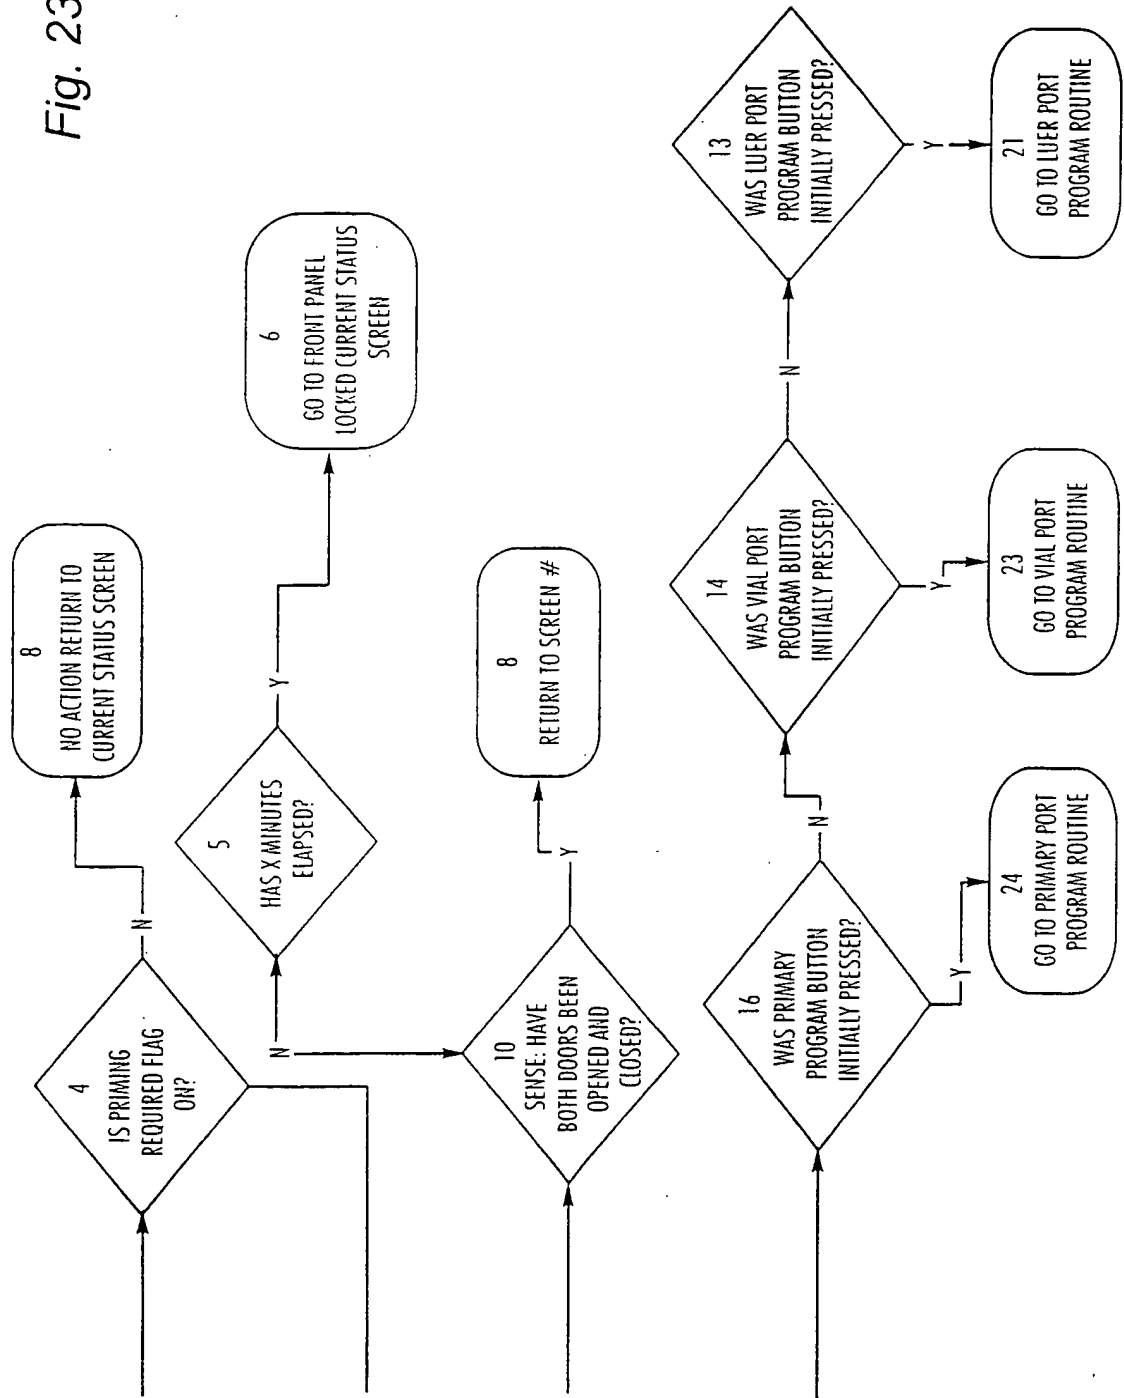 Fig. 23
4
IS PRIMING
REQUIRED FLAG
ON?
N
8
NO ACTION RETURN TO
CURRENT STATUS SCREEN
5
HAS X MINUTES
ELAPSED?
Y
N
6
GO TO FRONT PANEL
LOCKED CURRENT STATUS
SCREEN
10
SENSE: HAVE
BOTH DOORS BEEN
OPENED AND
CLOSED?
Y
8
RETURN TO SCREEN #
16
WAS PRIMARY
PROGRAM BUTTON
INITIALLY PRESSED?
N
Y
24
GO TO PRIMARY PORT
PROGRAM ROUTINE
14
WAS VIAL PORT
PROGRAM BUTTON
INITIALLY PRESSED?
N
Y
23
GO TO VIAL PORT
PROGRAM ROUTINE
13
WAS LUER PORT
PROGRAM BUTTON
INITIALLY PRESSED?
Y
21
GO TO LUER PORT
PROGRAM ROUTINE